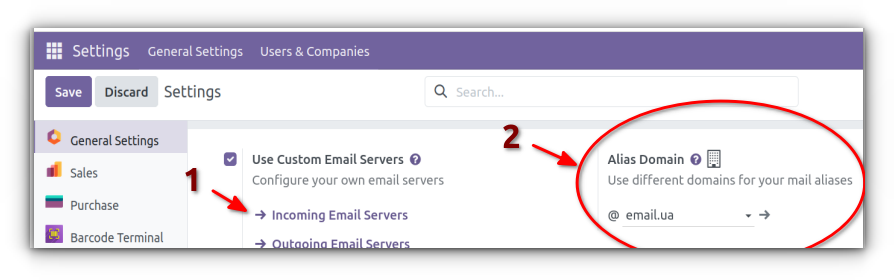 Settings General Settings Users & Companies
Save Discard Settings Search...
General Settings
Sales
Purchase
Barcode Terminal
1
Use Custom Email Servers ?
Configure your own email servers
→ Incoming Email Servers
→ Outgoing Email Servers
2
Alias Domain ?
Use different domains for your mail aliases
@ email.ua →